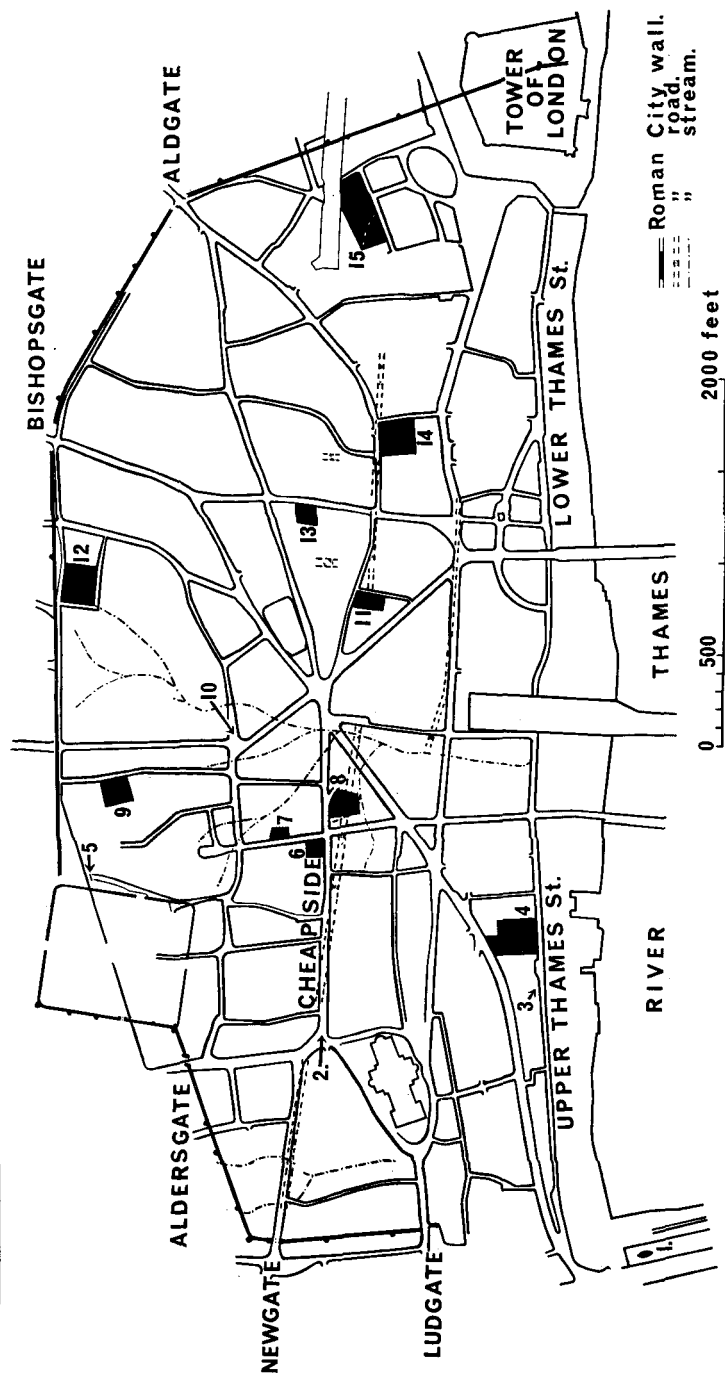 BISHOPSGATE
ALDGATE
ALDERSGATE
NEWGATE
LUDGATE
CHEAPSIDE
TOWER
OF
LONDON
UPPER THAMES St.
LOWER THAMES St.
RIVER
THAMES
1.
2.
3
4
5
6
7
8
9
10
11
12
13
14
15
Roman City wall.
" road.
" stream.
0 500 2000 feet